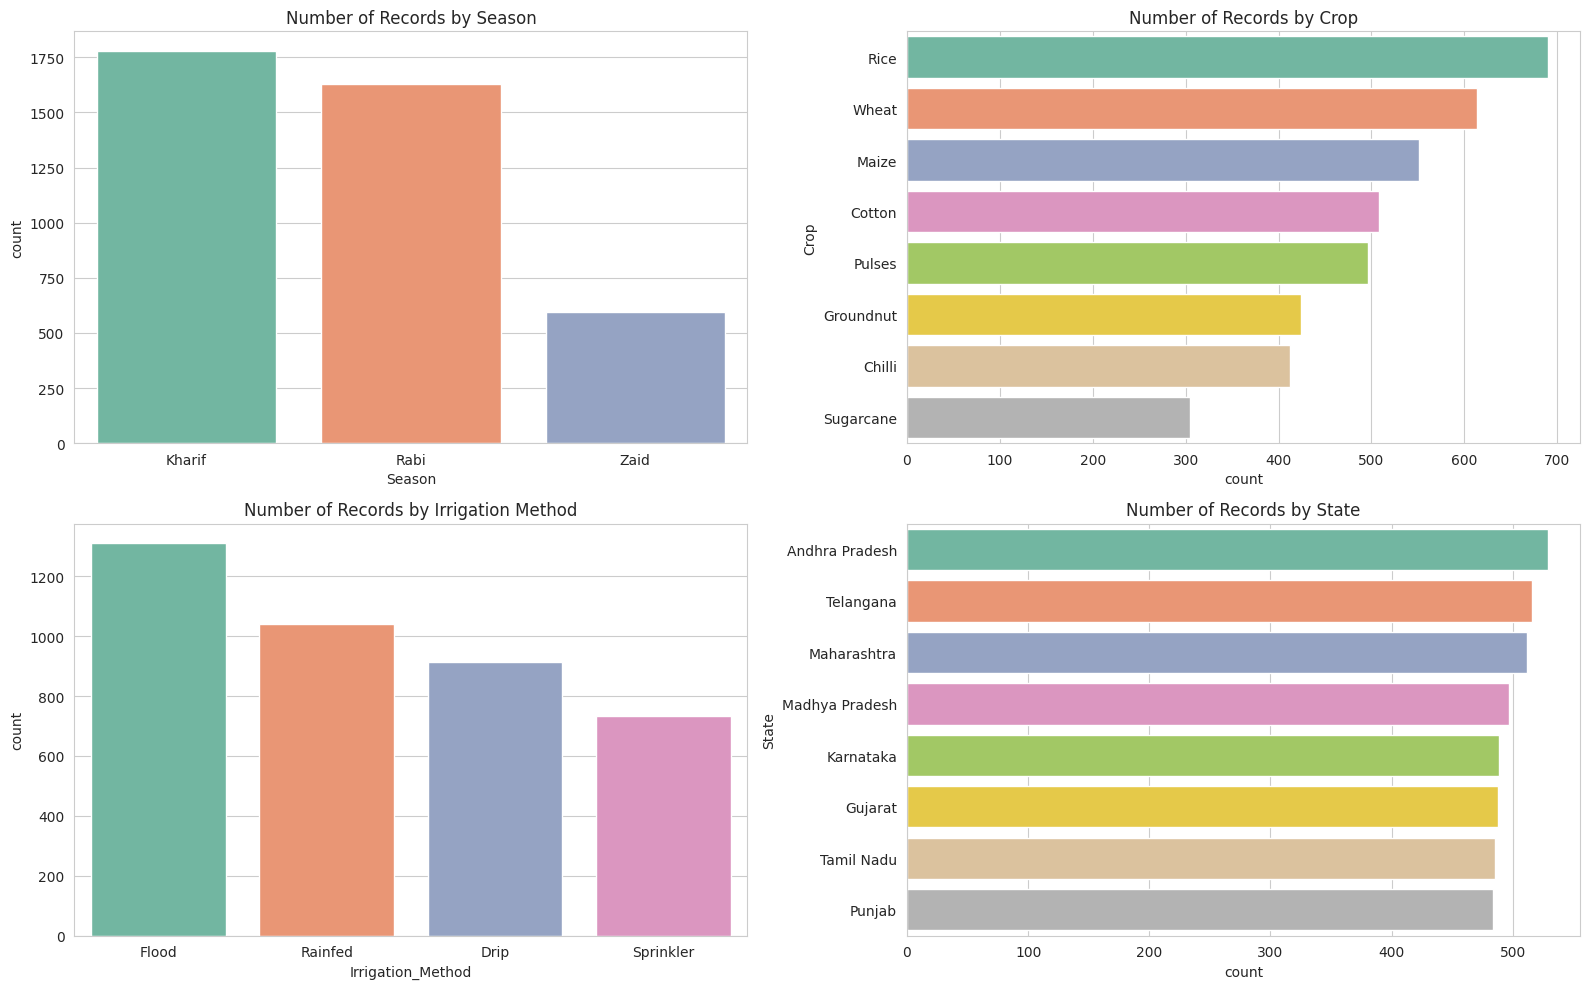 Number of Records by Season
1750
1500
1250
1000
750
500
250
0
count
Kharif Rabi Zaid
Season
Number of Records by Crop
Rice
Wheat
Maize
Cotton
Pulses
Groundnut
Chilli
Sugarcane
Crop
0 100 200 300 400 500 600 700
count
Number of Records by Irrigation Method
1200
1000
800
600
400
200
0
count
Flood Rainfed Drip Sprinkler
Irrigation_Method
Number of Records by State
Andhra Pradesh
Telangana
Maharashtra
Madhya Pradesh
Karnataka
Gujarat
Tamil Nadu
Punjab
State
0 100 200 300 400 500
count